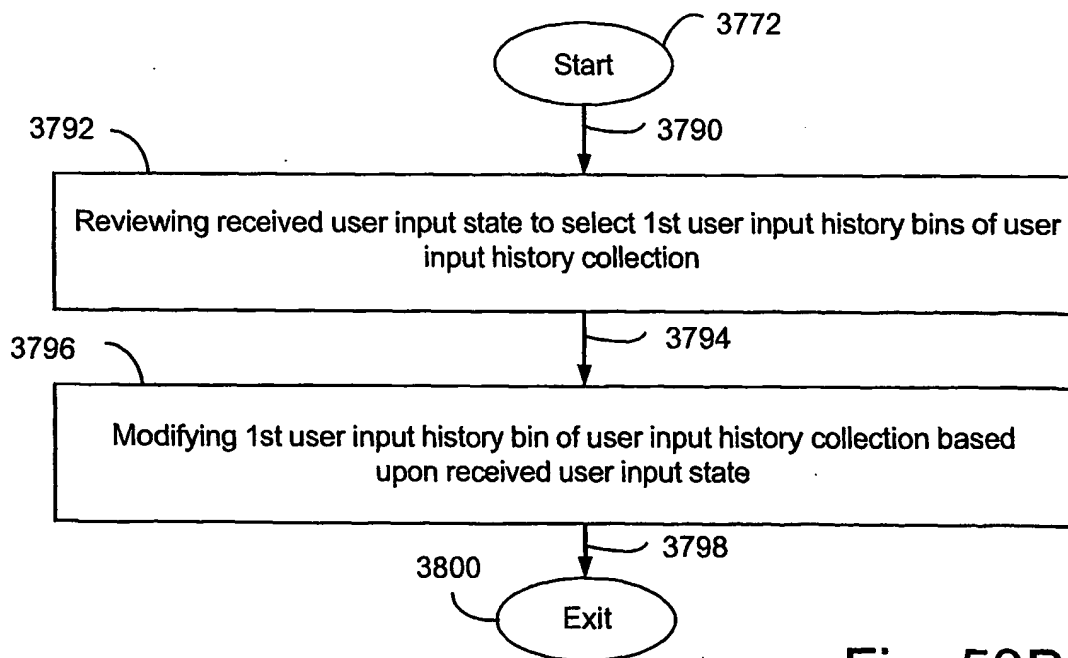 3772
Start
3790
3792
Reviewing received user input state to select 1st user input history bins of user
input history collection
3794
3796
Modifying 1st user input history bin of user input history collection based
upon received user input state
3798
3800
Exit